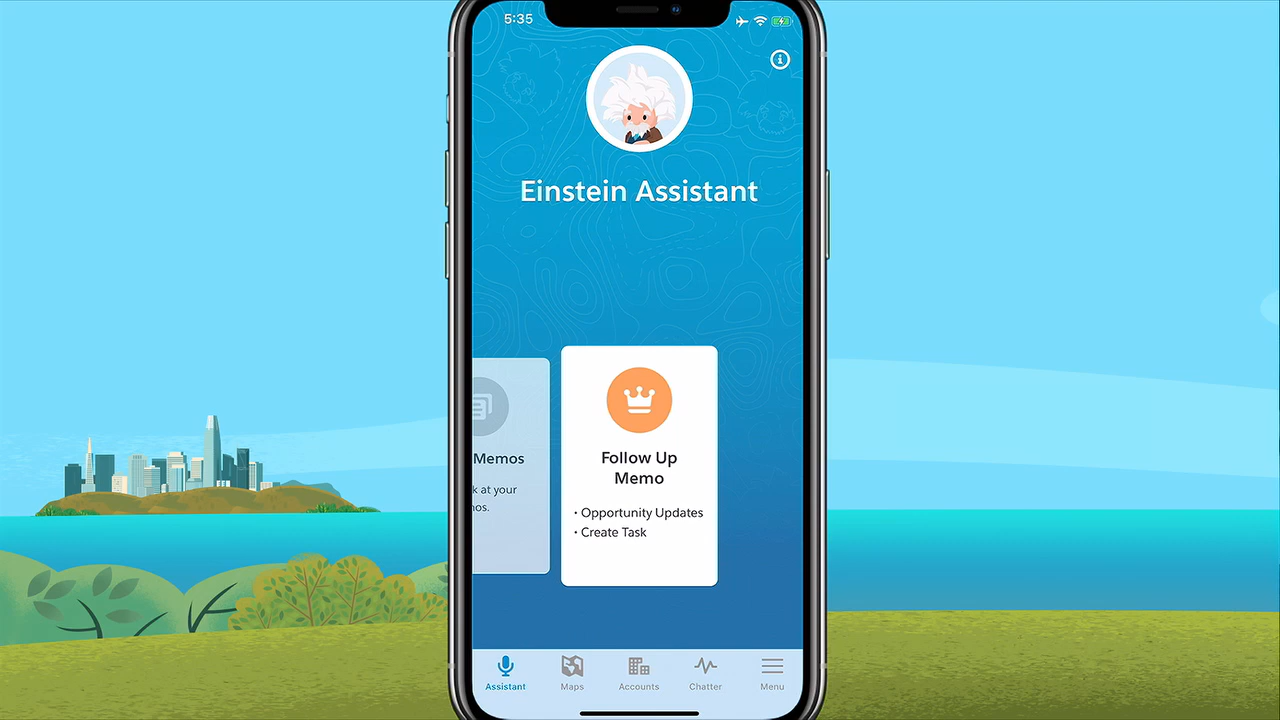 5:35
Einstein Assistant
Memos
k at your
nos.
Follow Up
Memo
• Opportunity Updates
• Create Task
Assistant
Maps
Accounts
Chatter
Menu